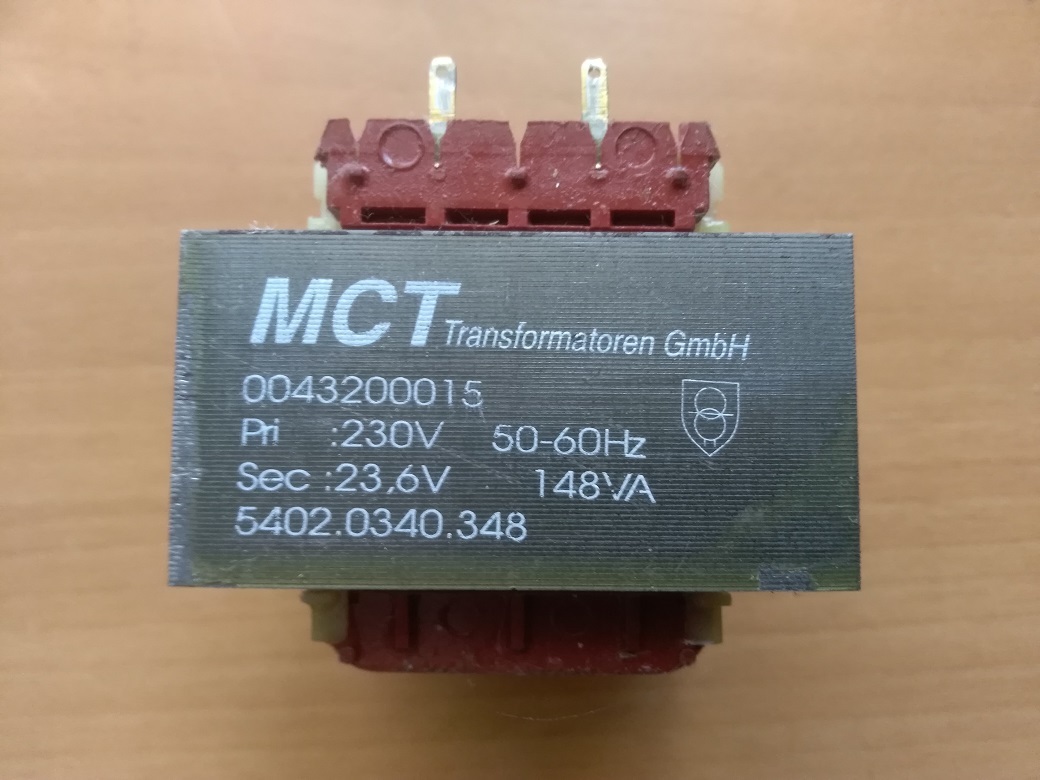 MCT Transformatoren GmbH
0043200015
Pri :230V 50-60Hz
Sec :23,6V 148VA
5402.0340.348